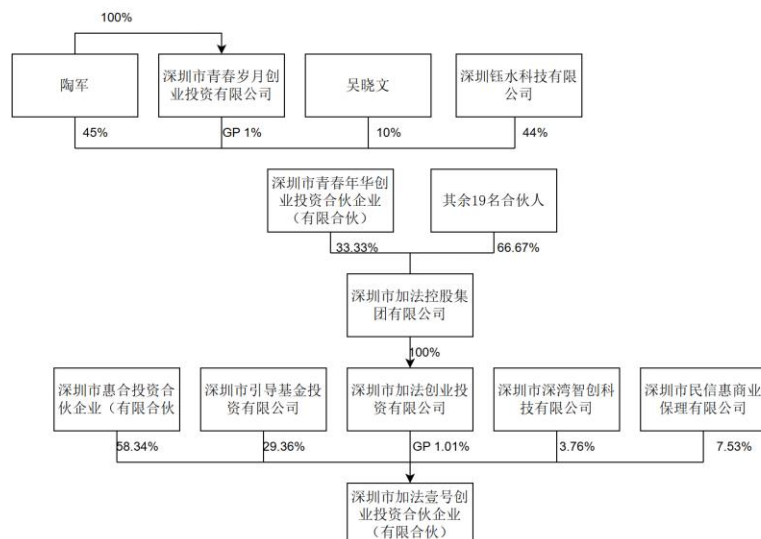 100%
陶军
深圳市青春岁月创
业投资有限公司
吴晓文
深圳钰水科技有限
公司
45%
GP 1%
10%
44%
深圳市青春年华创
业投资合伙企业
（有限合伙）
其余19名合伙人
33.33%
66.67%
深圳市加法控股集
团有限公司
100%
深圳市惠合投资合
伙企业（有限合伙
深圳市引导基金投
资有限公司
深圳市加法创业投
资有限公司
深圳市深湾智创科
技有限公司
深圳市民信惠商业
保理有限公司
58.34%
29.36%
GP 1.01%
3.76%
7.53%
深圳市加法壹号创
业投资合伙企业
（有限合伙）